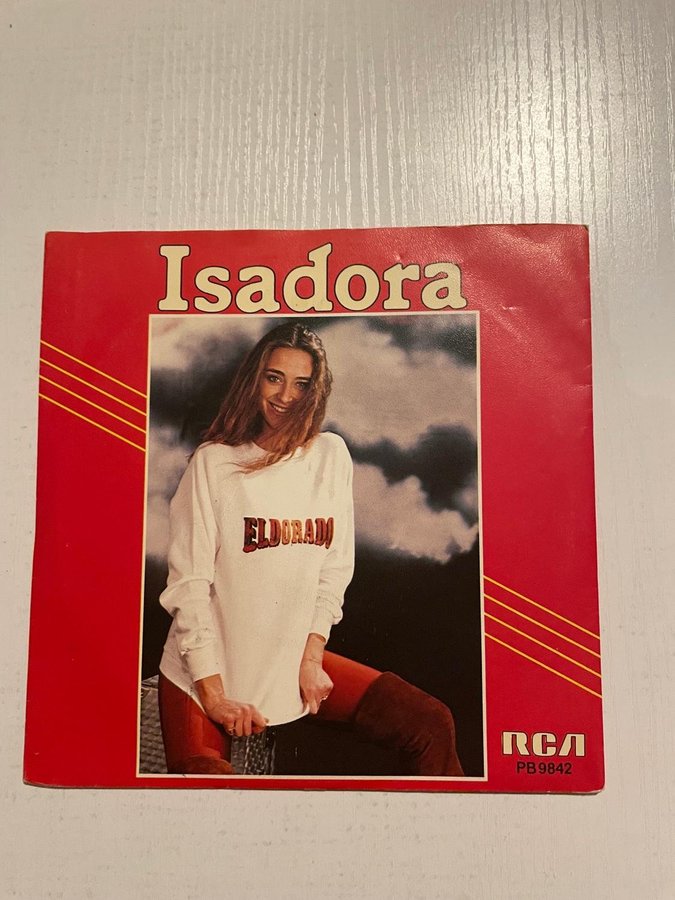 Isadora
ELDORADO
RCA
PB 9842